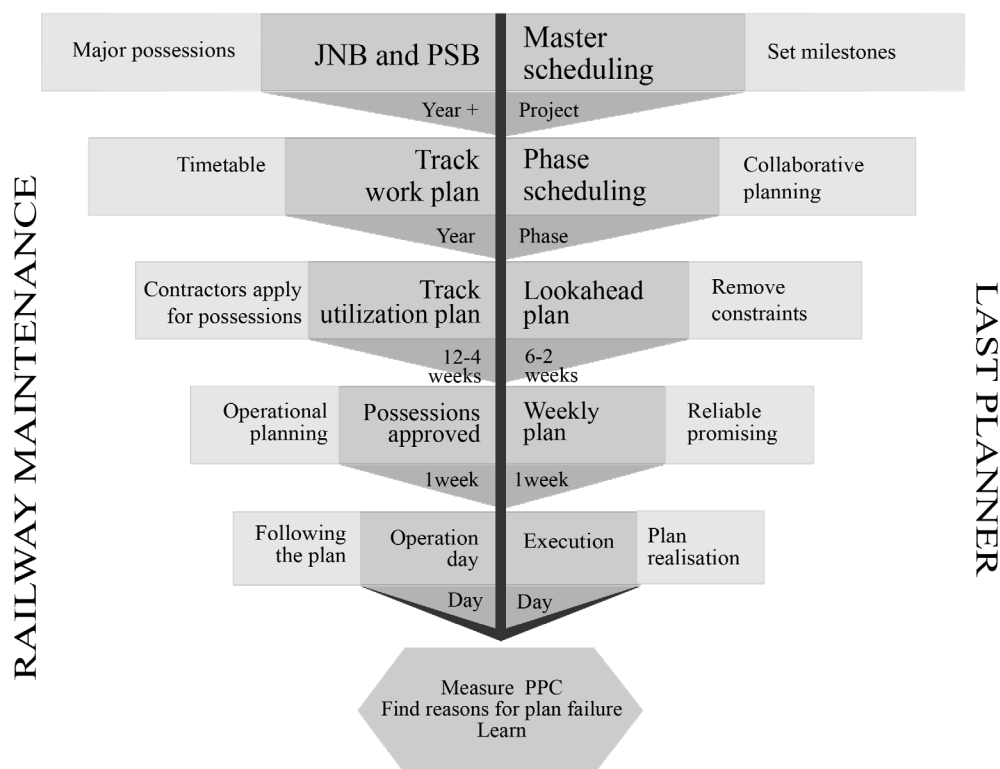 RAILWAY MAINTENANCE
LAST PLANNER
Major possessions
JNB and PSB
Master
scheduling
Set milestones
Year +
Project
Timetable
Track
work plan
Phase
scheduling
Collaborative
planning
Year
Phase
Contractors apply
for possessions
Track
utilization plan
Lookahead
plan
Remove
constraints
12-4
weeks
6-2
weeks
Operational
planning
Possessions
approved
Weekly
plan
Reliable
promising
1week
1week
Following
the plan
Operation
day
Execution
Plan
realisation
Day
Day
Measure PPC
Find reasons for plan failure
Learn